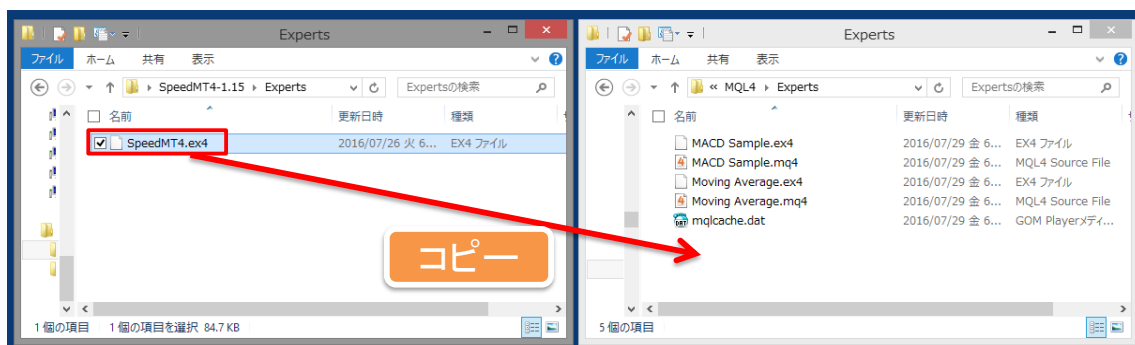 Experts
ファイル ホーム 共有 表示
SpeedMT4-1.15 Experts Expertsの検索
名前 更新日時 種類
SpeedMT4.ex4 2016/07/26 火 6... EX4 ファイル
コピー
1 個の項目 1 個の項目を選択 84.7 KB
Experts
ファイル ホーム 共有 表示
« MQL4 Experts Expertsの検索
名前 更新日時 種類
MACD Sample.ex4 2016/07/29 金 6... EX4 ファイル
MACD Sample.mq4 2016/07/29 金 6... MQL4 Source File
Moving Average.ex4 2016/07/29 金 6... EX4 ファイル
Moving Average.mq4 2016/07/29 金 6... MQL4 Source File
mqlcache.dat 2016/07/29 金 6... GOM Playerメディ...
5 個の項目